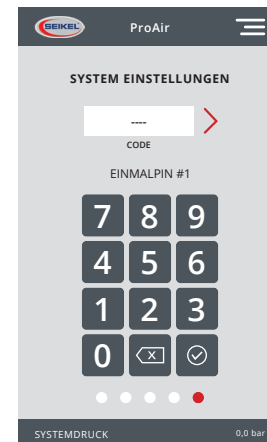 SEIKEL
ProAir
SYSTEM EINSTELLUNGEN
----
CODE
EINMALPIN #1
7 8 9
4 5 6
1 2 3
0 X
SYSTEMDRUCK 0,0 bar